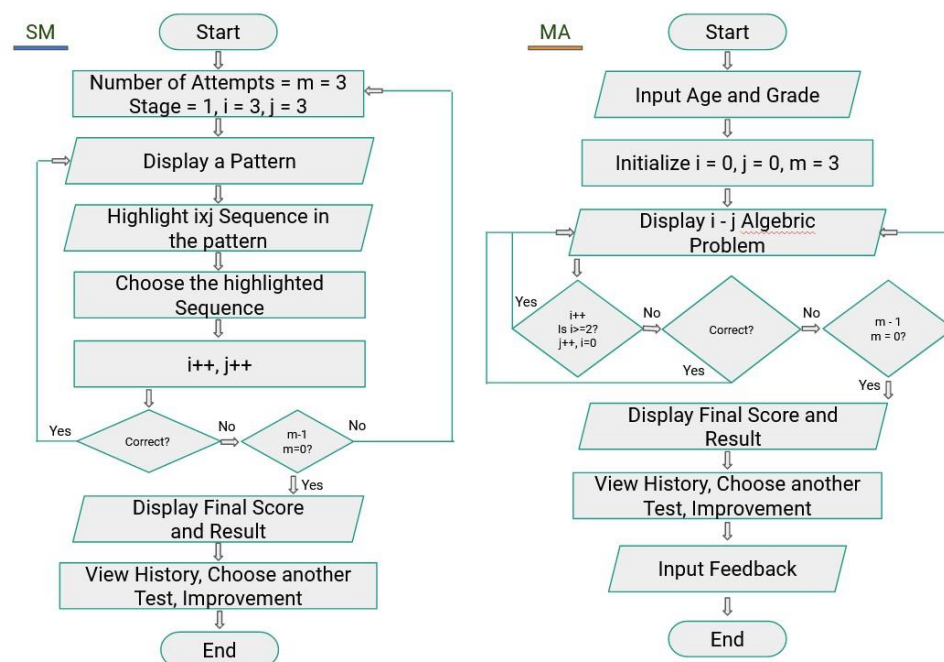 SM
Start
Number of Attempts = m = 3
Stage = 1, i = 3, j = 3
Display a Pattern
Highlight ixj Sequence in
the pattern
Choose the highlighted
Sequence
i++, j++
Yes
Correct?
No
m-1
m=0?
No
Yes
Display Final Score
and Result
View History, Choose another
Test, Improvement
End
MA
Start
Input Age and Grade
Initialize i = 0, j = 0, m = 3
Display i - j Algebric
Problem
Yes
i++
Is i>=2?
j++, i=0
No
Correct?
Yes
No
m - 1
m = 0?
Yes
Display Final Score and
Result
View History, Choose another
Test, Improvement
Input Feedback
End